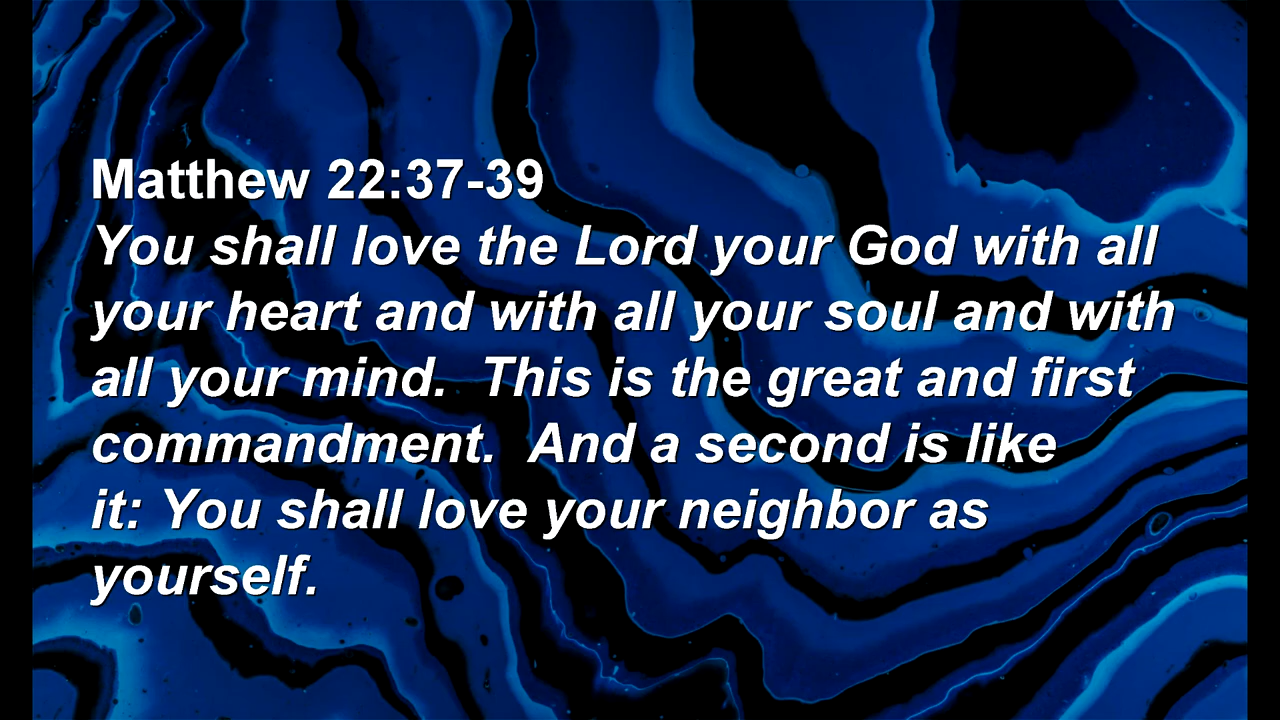 Matthew 22:37-39
You shall love the Lord your God with all
your heart and with all your soul and with
all your mind.  This is the great and first
commandment.  And a second is like
it: You shall love your neighbor as
yourself.